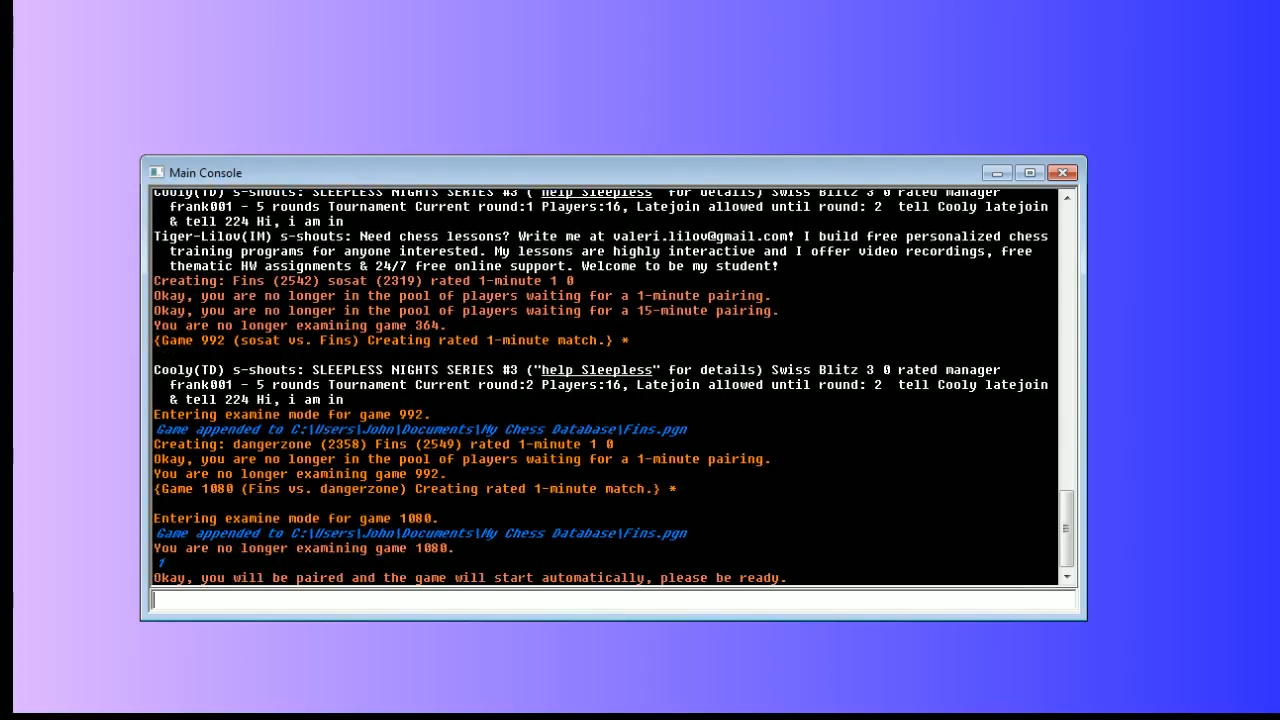 Main Console
Cooly(TD) s-shouts: SLEEPLESS NIGHTS SERIES #3 ("help Sleepless" for details) Swiss Blitz 3 0 rated manager
frank001 - 5 rounds Tournament Current round:1 Players:16, Latejoin allowed until round: 2  tell Cooly latejoin
& tell 224 Hi, i am in
Tiger-Lilov(IM) s-shouts: Need chess lessons? Write me at valeri.lilov@gmail.com! I build free personalized chess
training programs for anyone interested. My lessons are highly interactive and I offer video recordings, free
thematic HW assignments & 24/7 free online support. Welcome to be my student!
Creating: Fins (2542) sosat (2319) rated 1-minute 1 0
Okay, you are no longer in the pool of players waiting for a 1-minute pairing.
Okay, you are no longer in the pool of players waiting for a 15-minute pairing.
You are no longer examining game 364.
{Game 992 (sosat vs. Fins) Creating rated 1-minute match.} *
Cooly(TD) s-shouts: SLEEPLESS NIGHTS SERIES #3 ("help Sleepless" for details) Swiss Blitz 3 0 rated manager
frank001 - 5 rounds Tournament Current round:2 Players:16, Latejoin allowed until round: 2  tell Cooly latejoin
& tell 224 Hi, i am in
Entering examine mode for game 992.
Game appended to C:\Users\John\Documents\My Chess Database\Fins.pgn
Creating: dangerzone (2358) Fins (2549) rated 1-minute 1 0
Okay, you are no longer in the pool of players waiting for a 1-minute pairing.
You are no longer examining game 992.
{Game 1080 (Fins vs. dangerzone) Creating rated 1-minute match.} *
Entering examine mode for game 1080.
Game appended to C:\Users\John\Documents\My Chess Database\Fins.pgn
You are no longer examining game 1080.
1
Okay, you will be paired and the game will start automatically, please be ready.